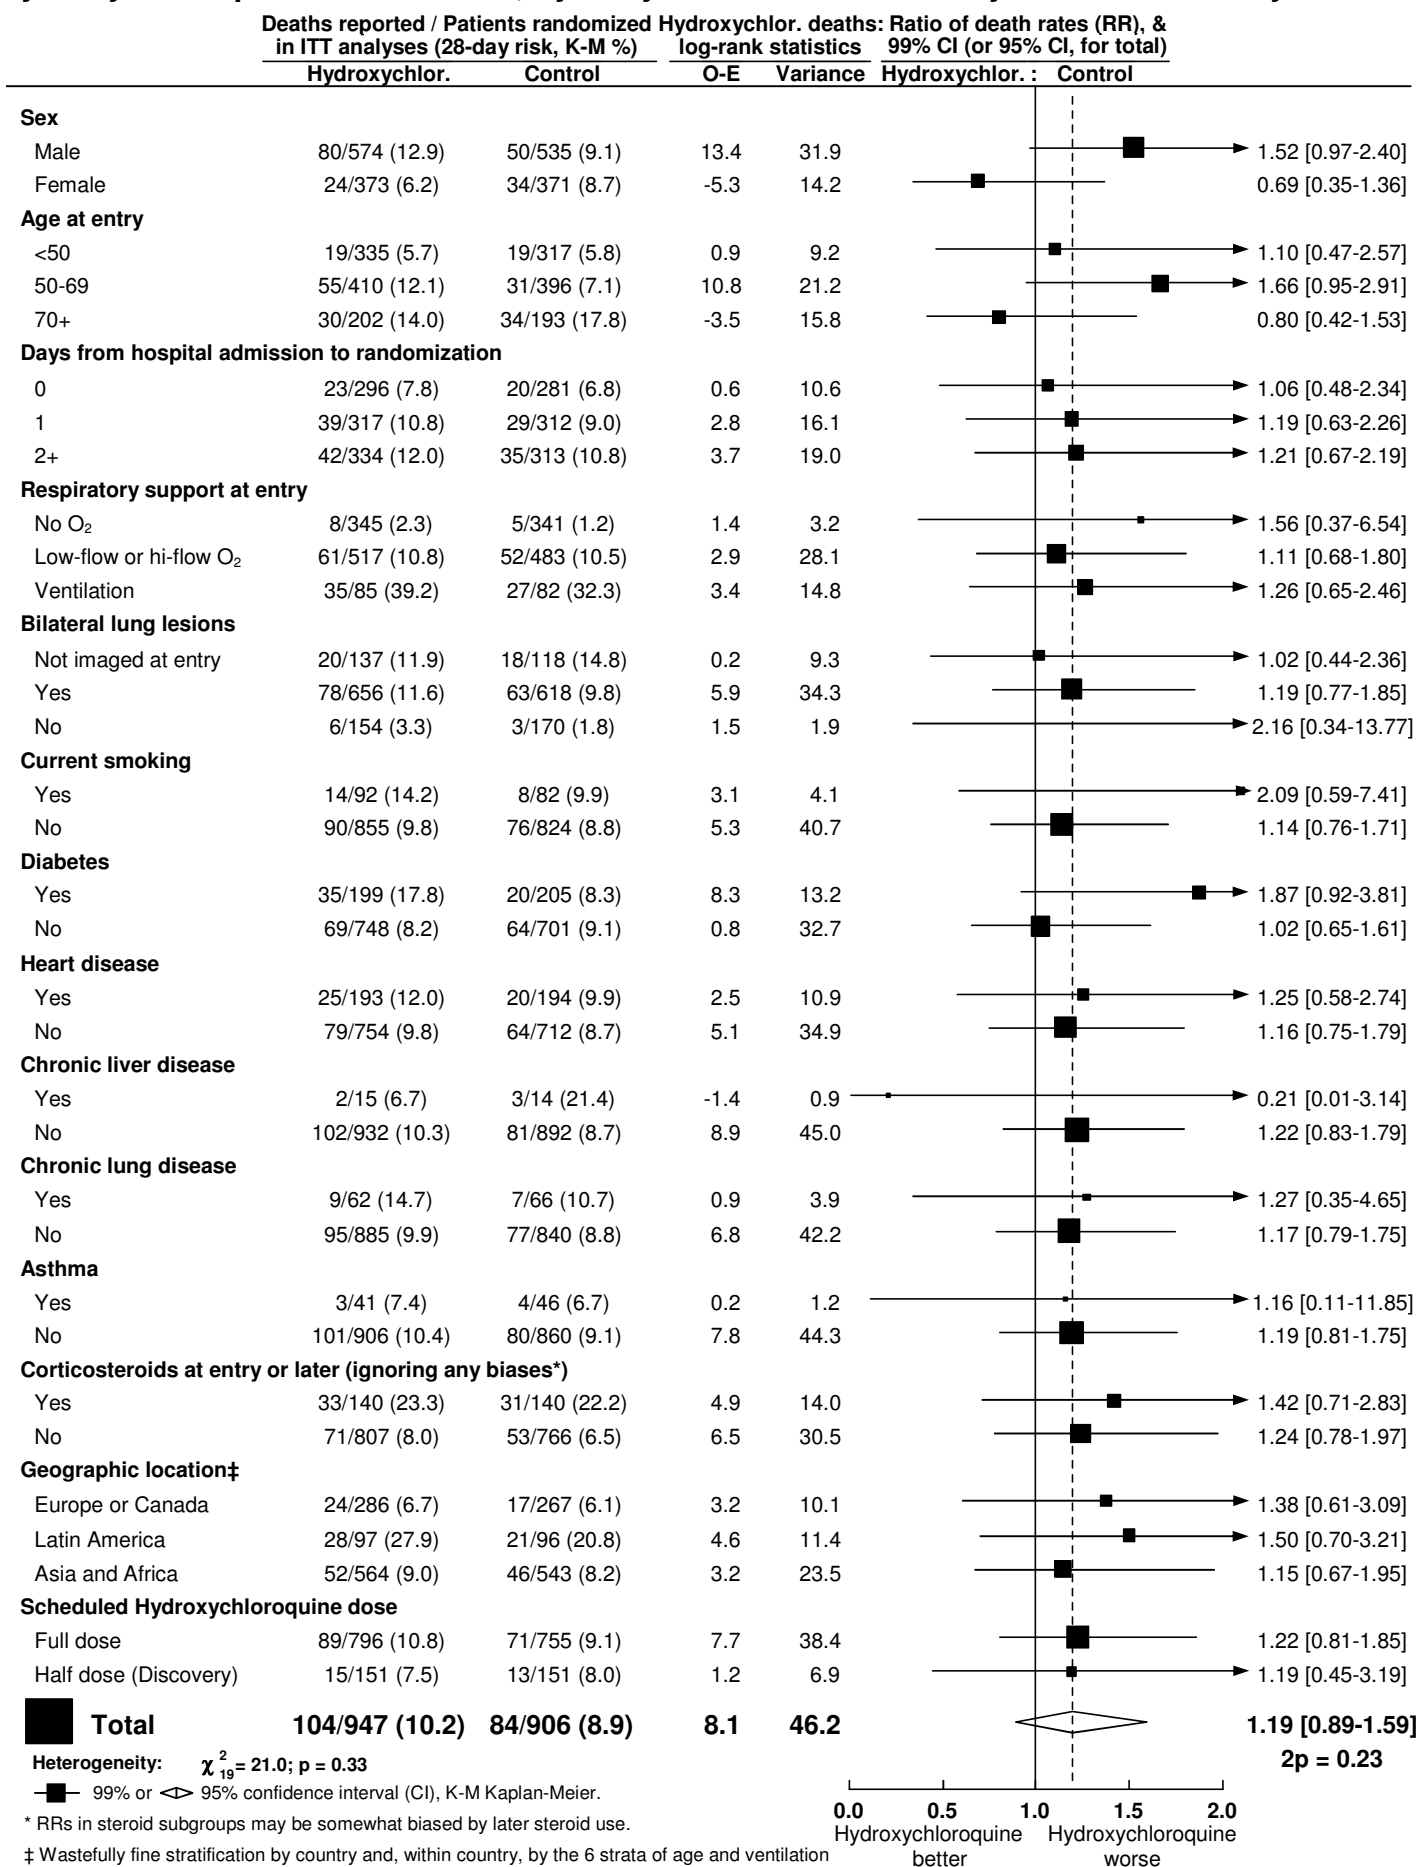 Deaths reported / Patients randomized Hydroxychlor. deaths: Ratio of death rates (RR), &
in ITT analyses (28-day risk, K-M %) log-rank statistics 99% CI (or 95% CI, for total)
Hydroxychlor. Control O-E Variance Hydroxychlor. : Control
Sex
Male 80/574 (12.9) 50/535 (9.1) 13.4 31.9 1.52 [0.97-2.40]
Female 24/373 (6.2) 34/371 (8.7) -5.3 14.2 0.69 [0.35-1.36]
Age at entry
<50 19/335 (5.7) 19/317 (5.8) 0.9 9.2 1.10 [0.47-2.57]
50-69 55/410 (12.1) 31/396 (7.1) 10.8 21.2 1.66 [0.95-2.91]
70+ 30/202 (14.0) 34/193 (17.8) -3.5 15.8 0.80 [0.42-1.53]
Days from hospital admission to randomization
0 23/296 (7.8) 20/281 (6.8) 0.6 10.6 1.06 [0.48-2.34]
1 39/317 (10.8) 29/312 (9.0) 2.8 16.1 1.19 [0.63-2.26]
2+ 42/334 (12.0) 35/313 (10.8) 3.7 19.0 1.21 [0.67-2.19]
Respiratory support at entry
No O₂ 8/345 (2.3) 5/341 (1.2) 1.4 3.2 1.56 [0.37-6.54]
Low-flow or hi-flow O₂ 61/517 (10.8) 52/483 (10.5) 2.9 28.1 1.11 [0.68-1.80]
Ventilation 35/85 (39.2) 27/82 (32.3) 3.4 14.8 1.26 [0.65-2.46]
Bilateral lung lesions
Not imaged at entry 20/137 (11.9) 18/118 (14.8) 0.2 9.3 1.02 [0.44-2.36]
Yes 78/656 (11.6) 63/618 (9.8) 5.9 34.3 1.19 [0.77-1.85]
No 6/154 (3.3) 3/170 (1.8) 1.5 1.9 2.16 [0.34-13.77]
Current smoking
Yes 14/92 (14.2) 8/82 (9.9) 3.1 4.1 2.09 [0.59-7.41]
No 90/855 (9.8) 76/824 (8.8) 5.3 40.7 1.14 [0.76-1.71]
Diabetes
Yes 35/199 (17.8) 20/205 (8.3) 8.3 13.2 1.87 [0.92-3.81]
No 69/748 (8.2) 64/701 (9.1) 0.8 32.7 1.02 [0.65-1.61]
Heart disease
Yes 25/193 (12.0) 20/194 (9.9) 2.5 10.9 1.25 [0.58-2.74]
No 79/754 (9.8) 64/712 (8.7) 5.1 34.9 1.16 [0.75-1.79]
Chronic liver disease
Yes 2/15 (6.7) 3/14 (21.4) -1.4 0.9 0.21 [0.01-3.14]
No 102/932 (10.3) 81/892 (8.7) 8.9 45.0 1.22 [0.83-1.79]
Chronic lung disease
Yes 9/62 (14.7) 7/66 (10.7) 0.9 3.9 1.27 [0.35-4.65]
No 95/885 (9.9) 77/840 (8.8) 6.8 42.2 1.17 [0.79-1.75]
Asthma
Yes 3/41 (7.4) 4/46 (6.7) 0.2 1.2 1.16 [0.11-11.85]
No 101/906 (10.4) 80/860 (9.1) 7.8 44.3 1.19 [0.81-1.75]
Corticosteroids at entry or later (ignoring any biases*)
Yes 33/140 (23.3) 31/140 (22.2) 4.9 14.0 1.42 [0.71-2.83]
No 71/807 (8.0) 53/766 (6.5) 6.5 30.5 1.24 [0.78-1.97]
Geographic location‡
Europe or Canada 24/286 (6.7) 17/267 (6.1) 3.2 10.1 1.38 [0.61-3.09]
Latin America 28/97 (27.9) 21/96 (20.8) 4.6 11.4 1.50 [0.70-3.21]
Asia and Africa 52/564 (9.0) 46/543 (8.2) 3.2 23.5 1.15 [0.67-1.95]
Scheduled Hydroxychloroquine dose
Full dose 89/796 (10.8) 71/755 (9.1) 7.7 38.4 1.22 [0.81-1.85]
Half dose (Discovery) 15/151 (7.5) 13/151 (8.0) 1.2 6.9 1.19 [0.45-3.19]
Total 104/947 (10.2) 84/906 (8.9) 8.1 46.2 1.19 [0.89-1.59]
Heterogeneity: χ²₁₉ = 21.0; p = 0.33 2p = 0.23
99% or 95% confidence interval (CI), K-M Kaplan-Meier.
0.0 0.5 1.0 1.5 2.0
* RRs in steroid subgroups may be somewhat biased by later steroid use.
Hydroxychloroquine better Hydroxychloroquine worse
‡ Wastefully fine stratification by country and, within country, by the 6 strata of age and ventilation